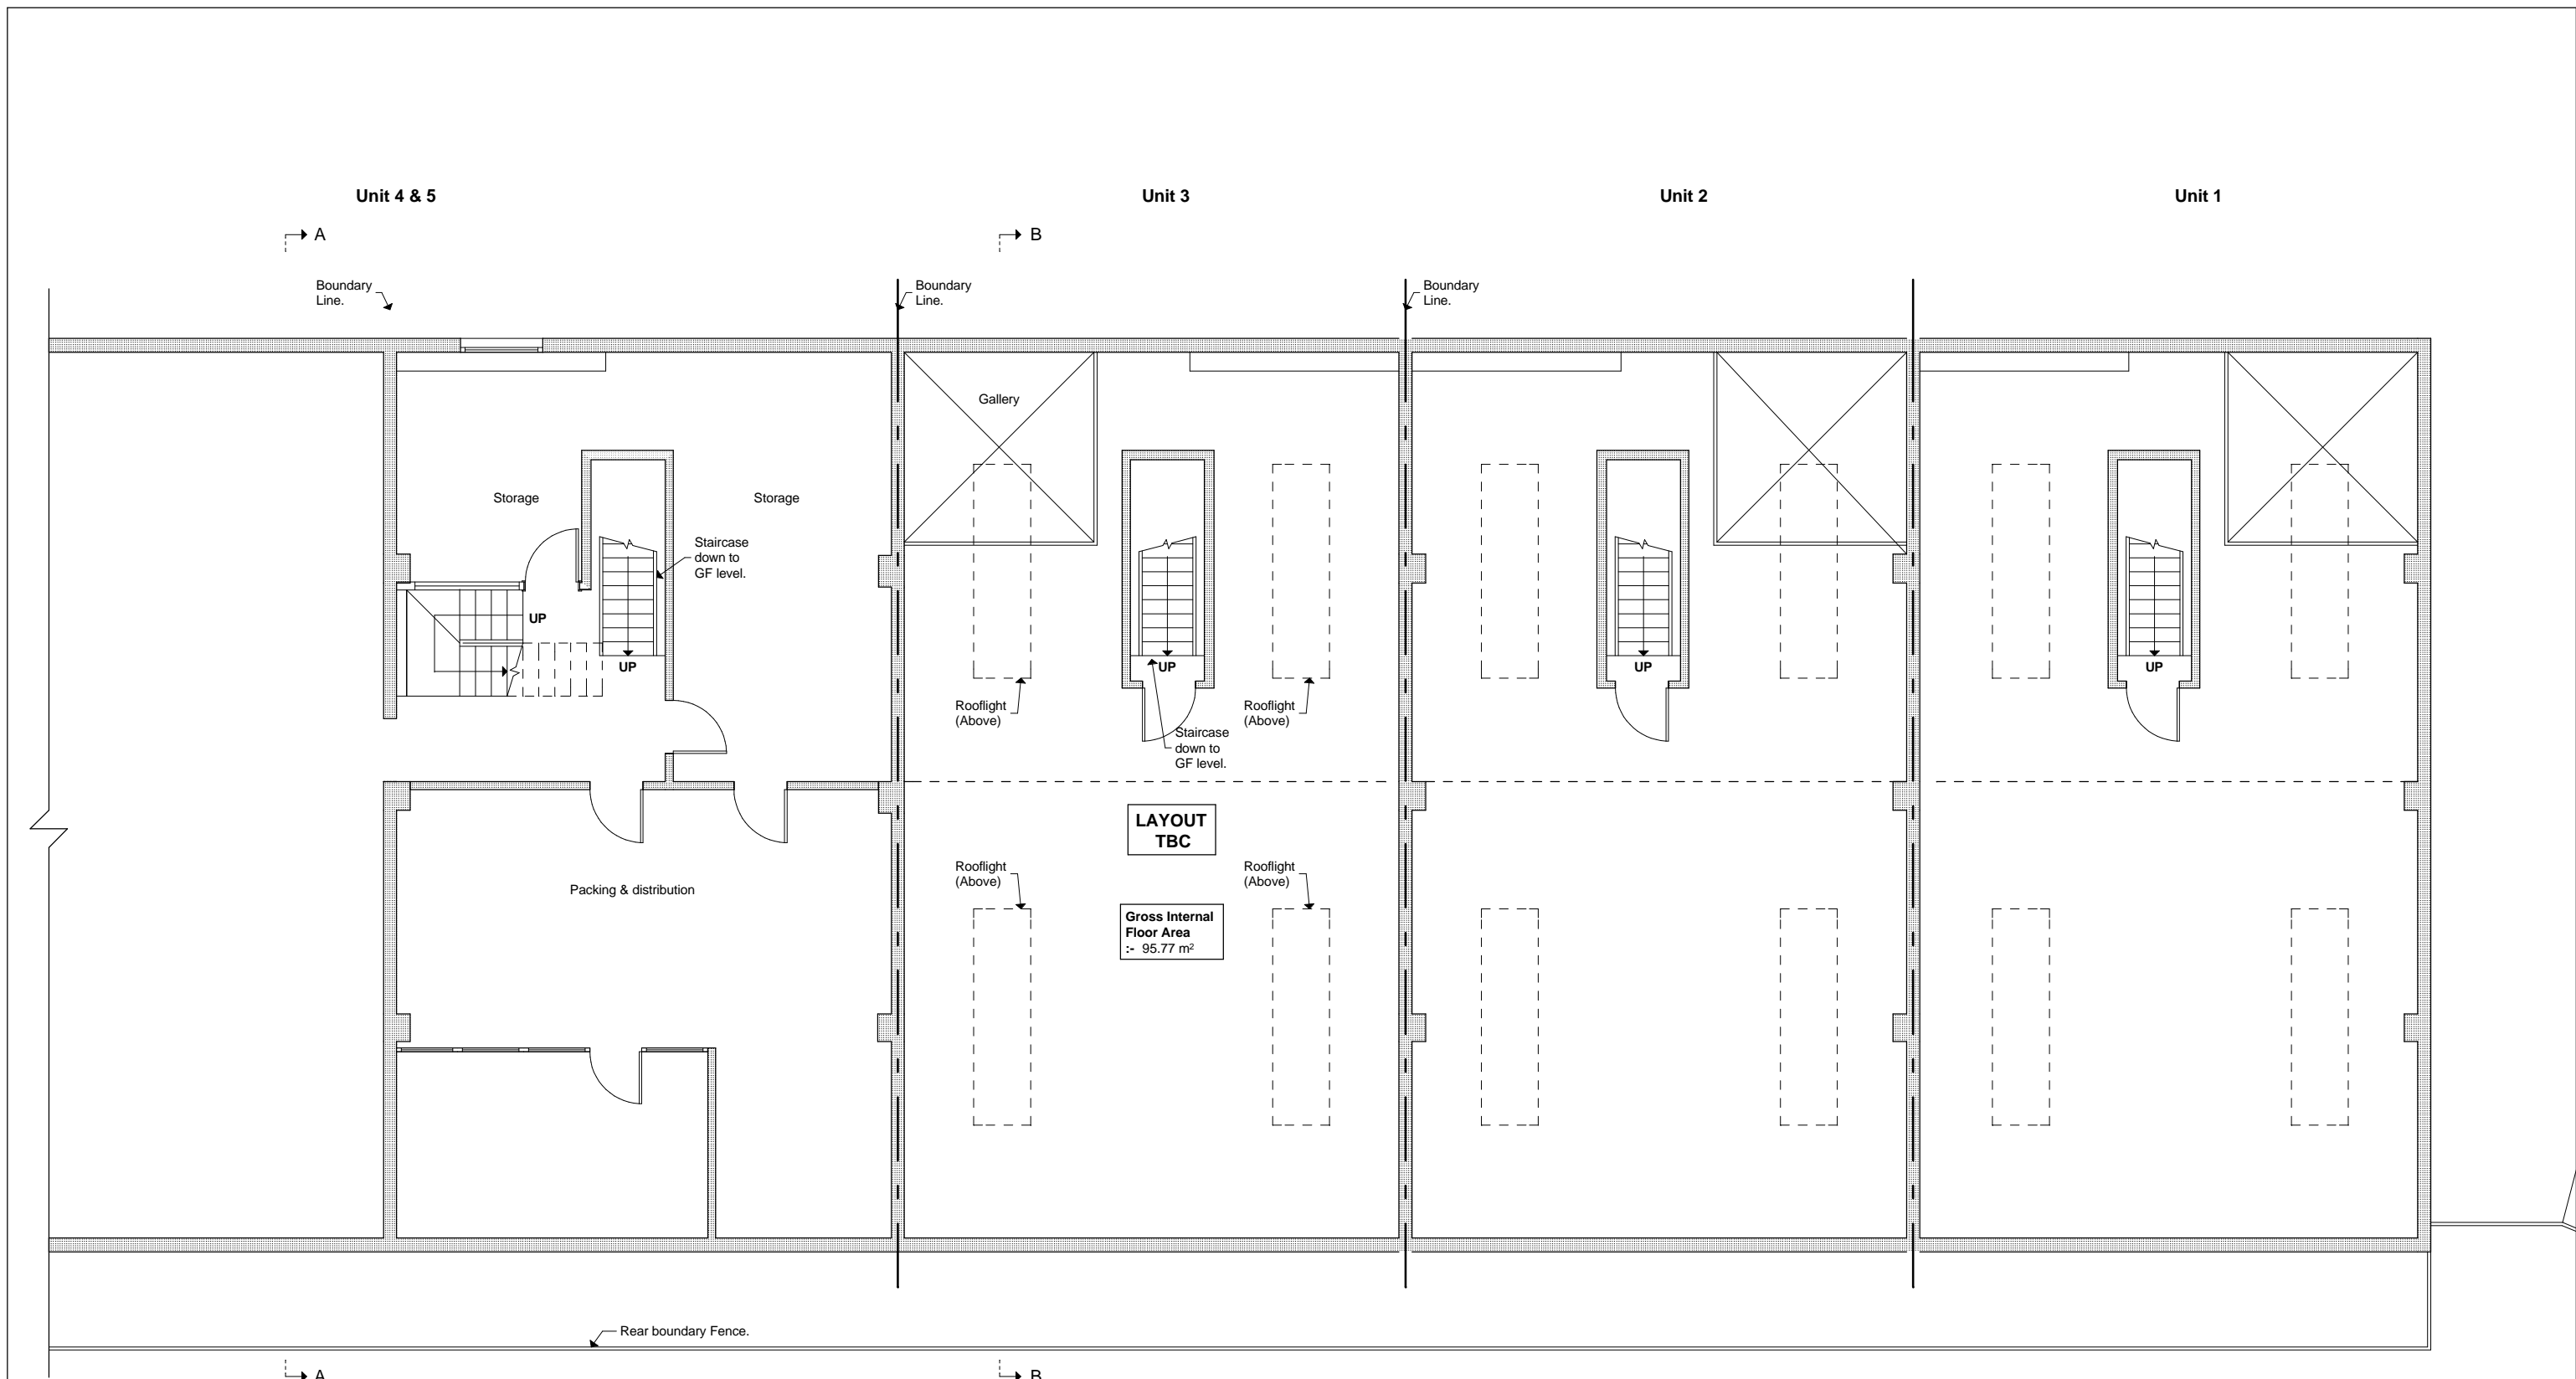 Unit 4 & 5
Unit 3
Unit 2
Unit 1
A
B
Boundary
Line.
Boundary
Line.
Boundary
Line.
Gallery
Storage
Storage
Staircase
down to
GF level.
UP
UP
UP
UP
UP
Rooflight
(Above)
Rooflight
(Above)
Staircase
down to
GF level.
LAYOUT
TBC
Rooflight
(Above)
Rooflight
(Above)
Packing & distribution
Gross Internal
Floor Area
:- 95.77 m²
Rear boundary Fence.
A
B